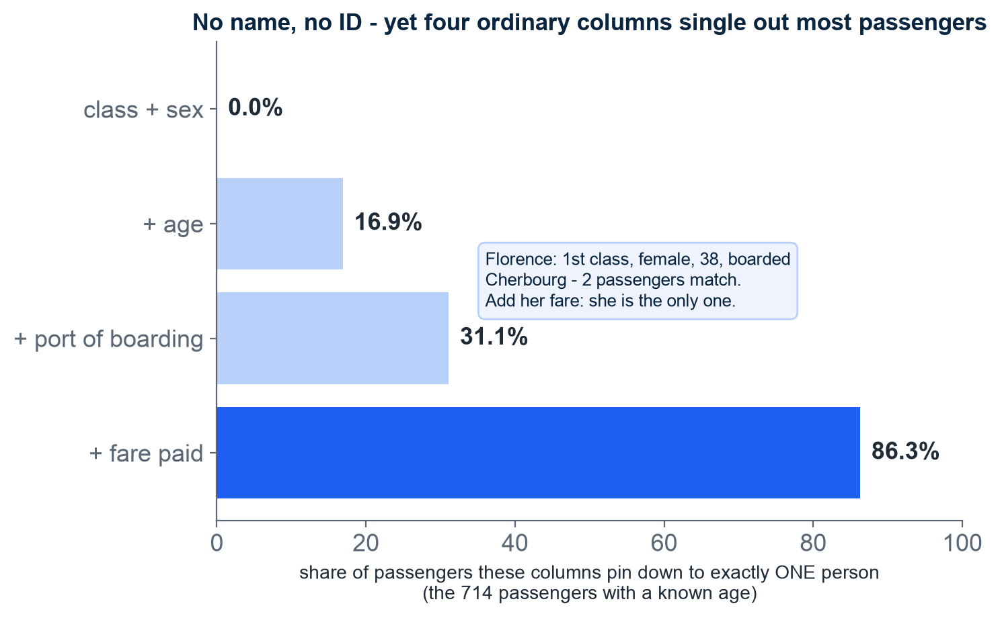 No name, no ID - yet four ordinary columns single out most passengers
class + sex
0.0%
+ age
16.9%
Florence: 1st class, female, 38, boarded
Cherbourg - 2 passengers match.
Add her fare: she is the only one.
+ port of boarding
31.1%
+ fare paid
86.3%
0 20 40 60 80 100
share of passengers these columns pin down to exactly ONE person
(the 714 passengers with a known age)